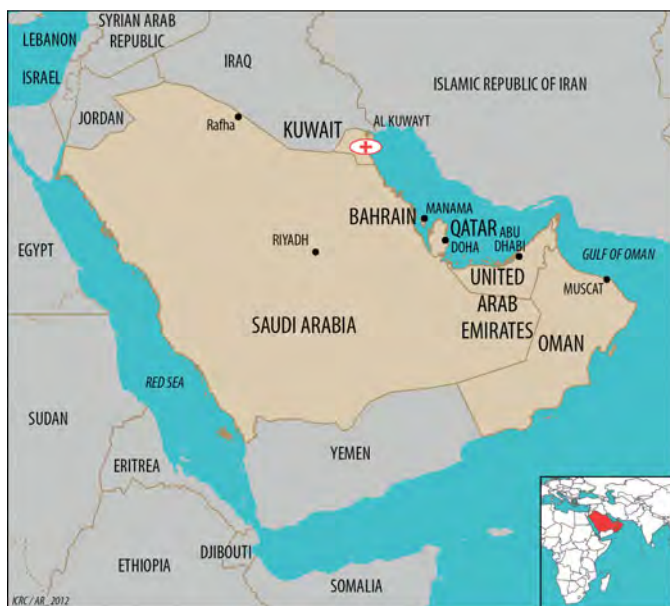 SYRIAN ARAB
REPUBLIC
LEBANON
IRAQ
ISRAEL
ISLAMIC REPUBLIC OF IRAN
JORDAN
Rafha
KUWAIT
AL KUWAYT
BAHRAIN
MANAMA
QATAR
DOHA
ABU
DHABI
EGYPT
RIYADH
GULF OF OMAN
UNITED
ARAB
EMIRATES
MUSCAT
SAUDI ARABIA
OMAN
RED SEA
SUDAN
YEMEN
ERITREA
DJIBOUTI
ETHIOPIA
SOMALIA
ICRC / AR_2012